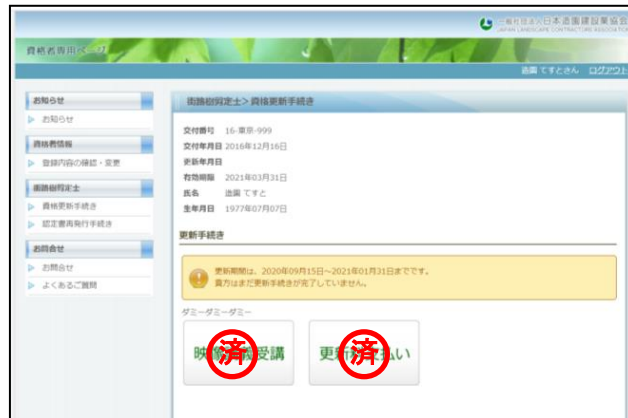 一般社団法人日本造園建設業協会
JAPAN LANDSCAPE CONTRACTORS ASSOCIATION
資格者専用ページ
造園 てすとさん ログアウト
お知らせ
お知らせ
資格者情報
登録内容の確認・変更
街路樹剪定士
資格更新手続き
認定書再発行手続き
お問合せ
お問合せ
よくあるご質問
街路樹剪定士>資格更新手続き
交付番号 16-東京-999
交付年月日 2016年12月16日
更新年月日
有効期限 2021年03月31日
氏名 造園 てすと
生年月日 1977年07月07日
更新手続き
更新期間は、2020年09月15日～2021年01月31日までです。
貴方はまだ更新手続きが完了していません。
ダミーダミーダミー
映像 受講
済
更新 払い
済